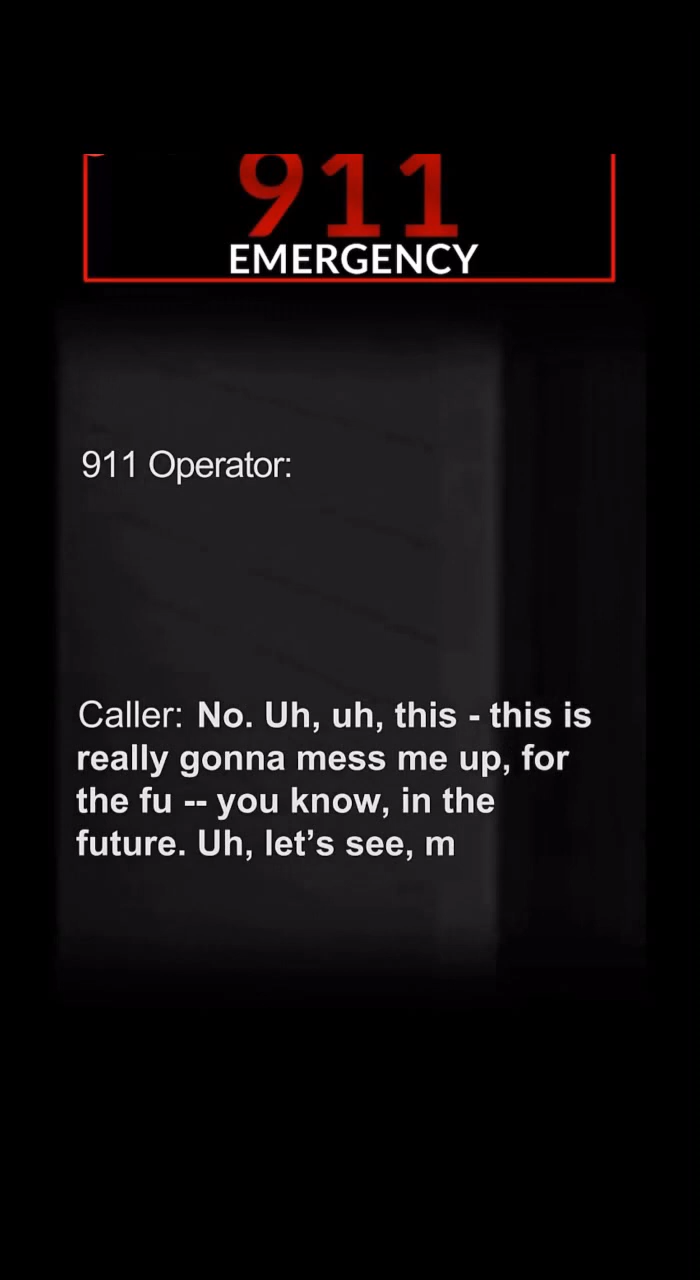 911
EMERGENCY
911 Operator:
Caller: No. Uh, uh, this - this is
really gonna mess me up, for
the fu -- you know, in the
future. Uh, let’s see, m